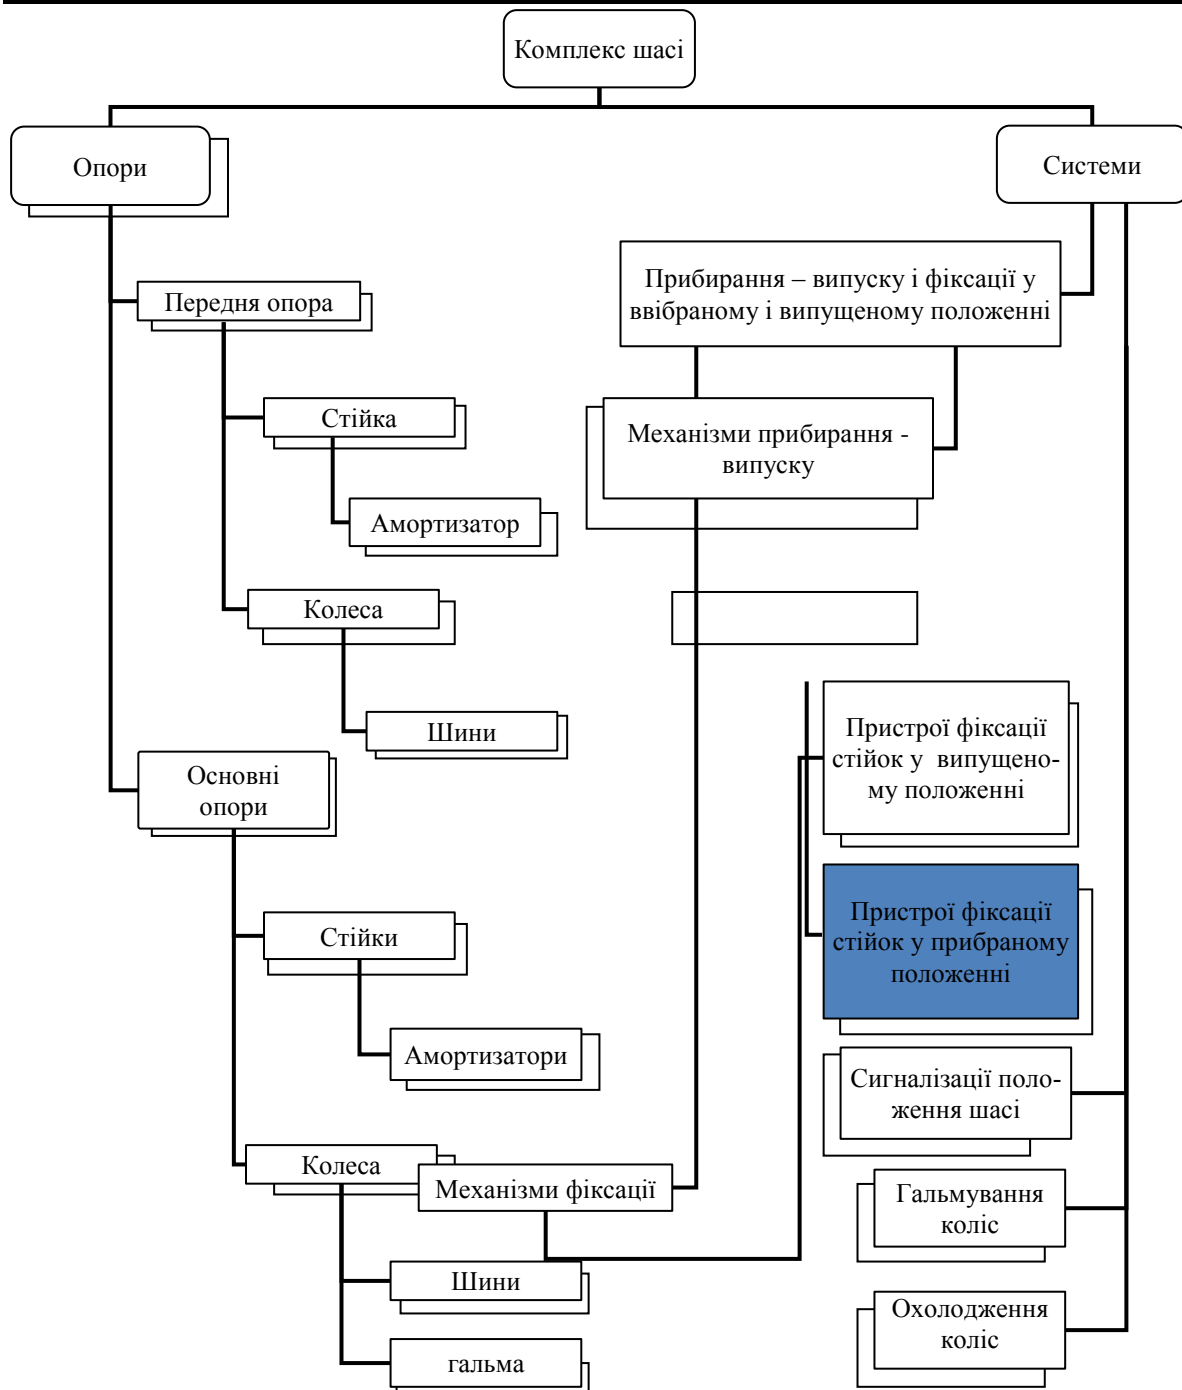 Комплекс шасі
Опори
Системи
Прибирання – випуску і фіксації у
ввібраному і випущеному положенні
Передня опора
Стійка
Механізми прибирання -
випуску
Амортизатор
Колеса
Шини
Пристрої фіксації
стійок у випущено-
му положенні
Основні
опори
Пристрої фіксації
стійок у прибраному
положенні
Стійки
Амортизатори
Сигналізації поло-
ження шасі
Колеса
Механізми фіксації
Гальмування
коліс
Шини
Охолодження
коліс
гальма